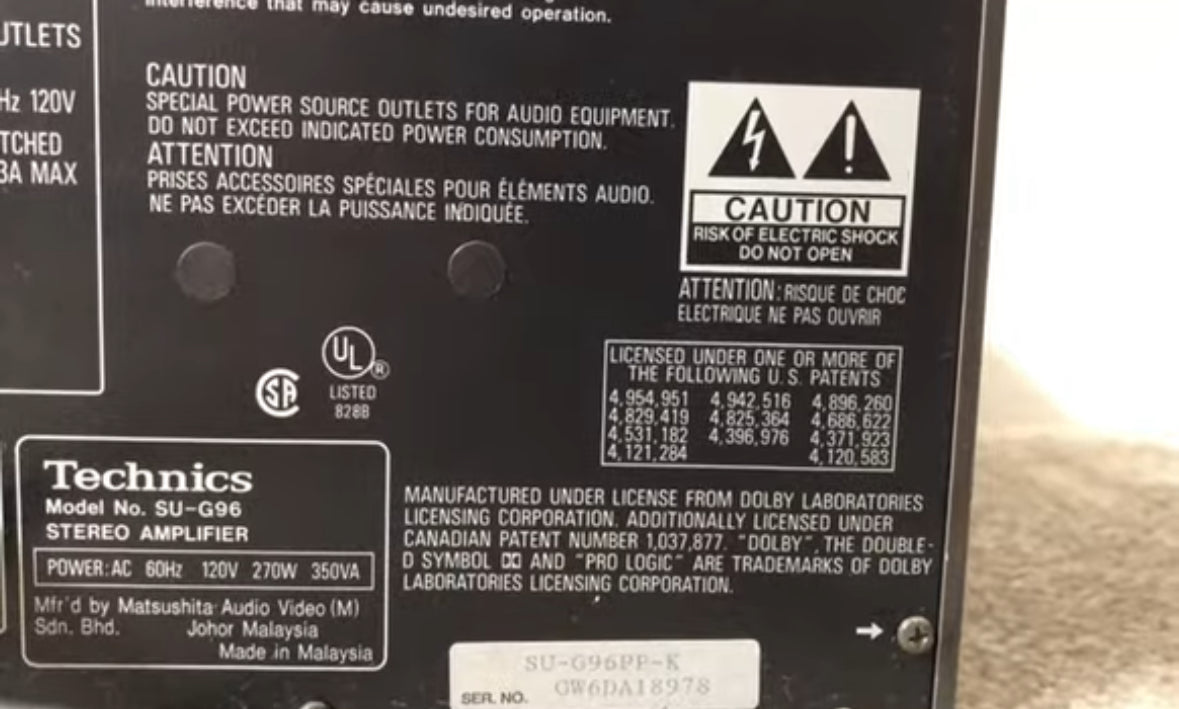 interference that may cause undesired operation.
UTLETS
Hz 120V
TCHED
3A MAX
CAUTION
SPECIAL POWER SOURCE OUTLETS FOR AUDIO EQUIPMENT.
DO NOT EXCEED INDICATED POWER CONSUMPTION.
ATTENTION
PRISES ACCESSOIRES SPÉCIALES POUR ÉLÉMENTS AUDIO.
NE PAS EXCÉDER LA PUISSANCE INDIQUÉE.
CAUTION
RISK OF ELECTRIC SHOCK
DO NOT OPEN
ATTENTION: RISQUE DE CHOC
ELECTRIQUE NE PAS OUVRIR
UL ®
LISTED
828B
SA
LICENSED UNDER ONE OR MORE OF
THE FOLLOWING U.S. PATENTS
4,954,951 4,942,516 4,896,260
4,829,419 4,825,364 4,686,622
4,531,182 4,396,976 4,371,923
4,121,284 4,120,583
Technics
Model No. SU-G96
STEREO AMPLIFIER
POWER: AC 60Hz 120V 270W 350VA
Mfr'd by Matsushita Audio Video (M)
Sdn. Bhd. Johor Malaysia
Made in Malaysia
MANUFACTURED UNDER LICENSE FROM DOLBY LABORATORIES
LICENSING CORPORATION. ADDITIONALLY LICENSED UNDER
CANADIAN PATENT NUMBER 1,037,877. "DOLBY", THE DOUBLE-
D SYMBOL AND "PRO LOGIC" ARE TRADEMARKS OF DOLBY
LABORATORIES LICENSING CORPORATION.
SU-G96PP-K
SER. NO. GW6DA18978